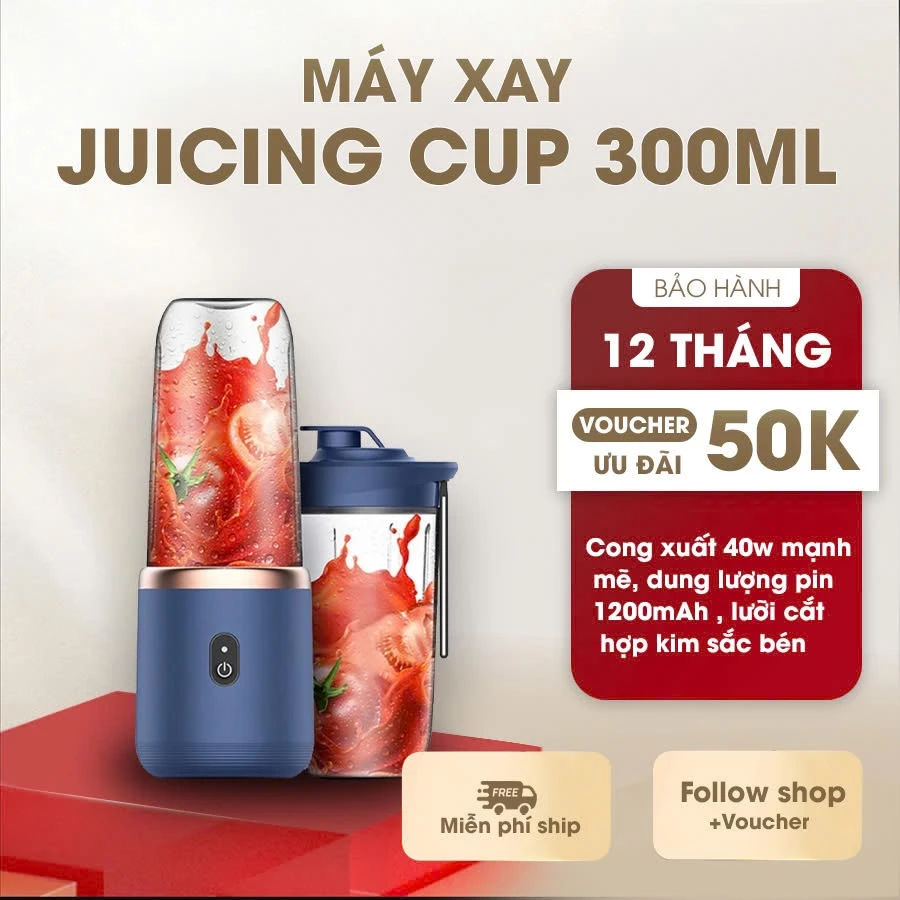 MÁY XAY
JUICING CUP 300ML
BẢO HÀNH
12 THÁNG
VOUCHER
ƯU ĐÃI
50K
Cong xuất 40w mạnh
mẽ, dung lượng pin
1200mAh , lưỡi cắt
hợp kim sắc bén
FREE
Miễn phí ship
Follow shop
+Voucher